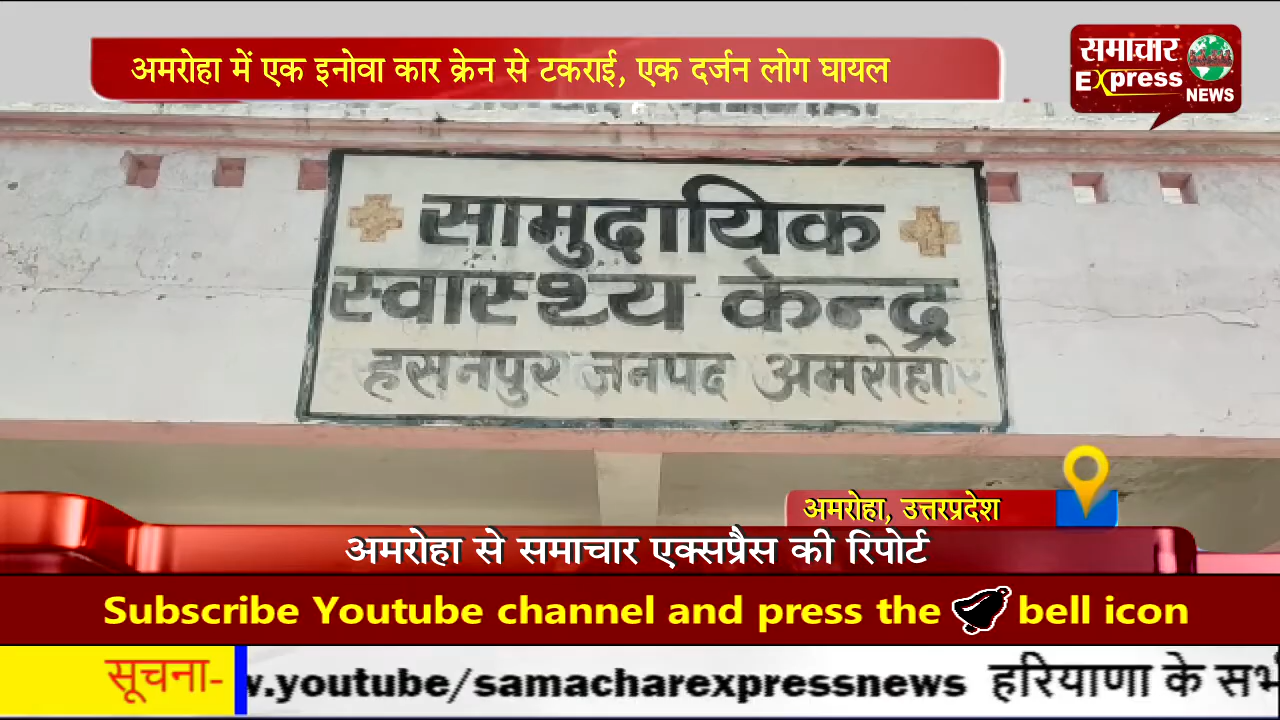 अमरोहा में एक इनोवा कार क्रेन से टकराई, एक दर्जन लोग घायल
समाचार
Express
NEWS
सामुदायिक
स्वास्थ्य केन्द्र
हसनपुर जनपद अमरोहा
अमरोहा, उत्तरप्रदेश
अमरोहा से समाचार एक्सप्रैस की रिपोर्ट
Subscribe Youtube channel and press the bell icon
सूचना- .youtube/samacharexpressnews हरियाणा के